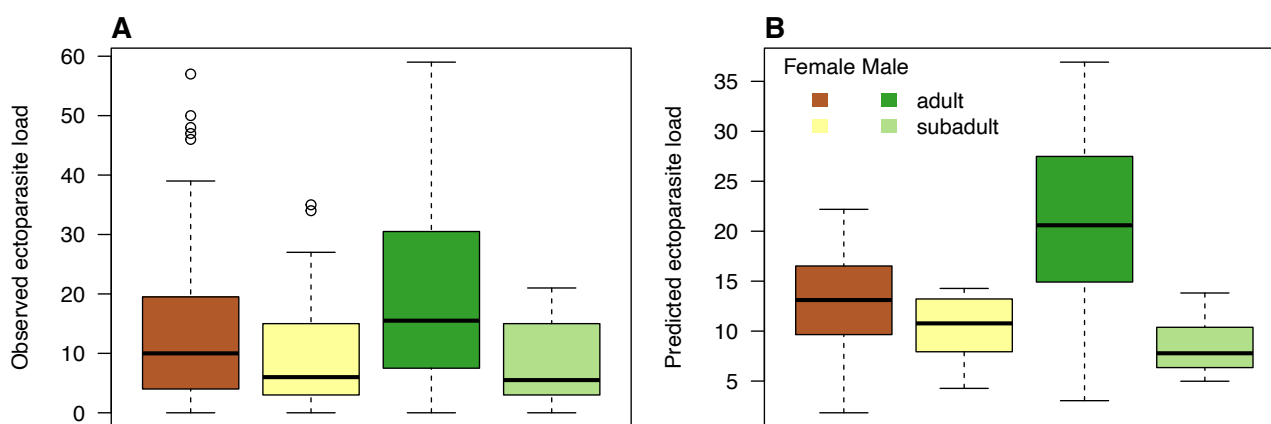 A
Observed ectoparasite load
60
50
40
30
20
10
0
B
Predicted ectoparasite load
35
30
25
20
15
10
5
Female Male
adult
subadult